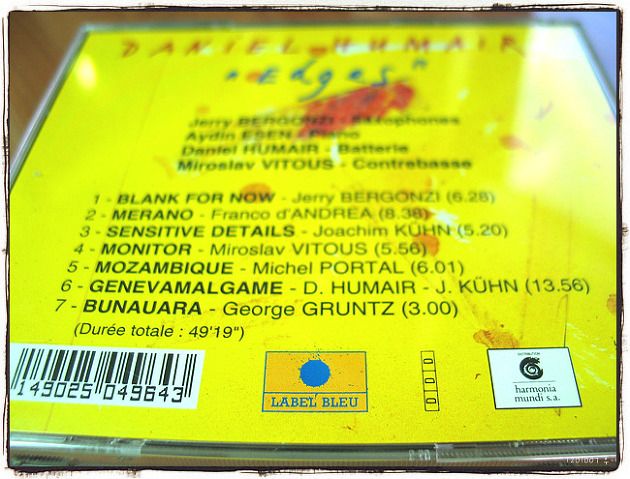 DANIEL HUMAIR
"Edges"
Jerry BERGONZI - Saxophones
Aydin ESEN - Piano
Daniel HUMAIR - Batterie
Miroslav VITOUS - Contrebasse
1 - BLANK FOR NOW - Jerry BERGONZI (6.28)
2 - MERANO - Franco d'ANDREA (8.38)
3 - SENSITIVE DETAILS - Joachim KÜHN (5.20)
4 - MONITOR - Miroslav VITOUS (5.56)
5 - MOZAMBIQUE - Michel PORTAL (6.01)
6 - GENEVAMALGAME - D. HUMAIR - J. KÜHN (13.56)
7 - BUNAUARA - George GRUNTZ (3.00)
(Durée totale : 49'19")
149025 049643
LABEL BLEU
DDD
harmonia
mundi s.a.